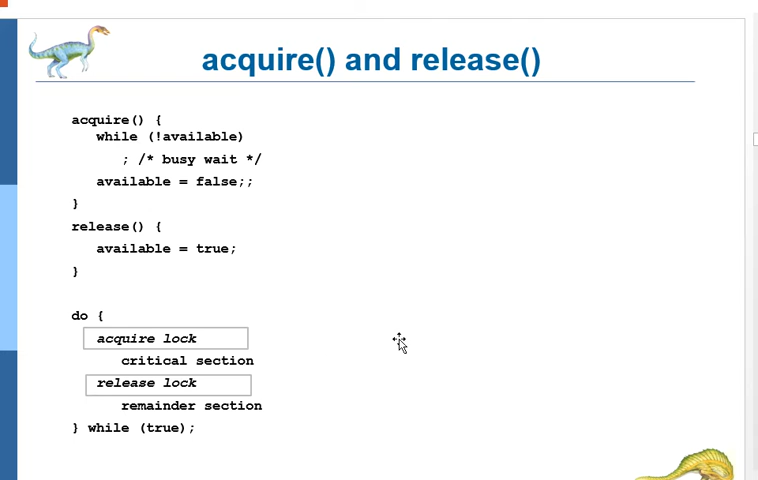 acquire() and release()
acquire() {
while (!available)
; /* busy wait */
available = false;;
}
release() {
available = true;
}
do {
acquire lock
critical section
release lock
remainder section
} while (true);